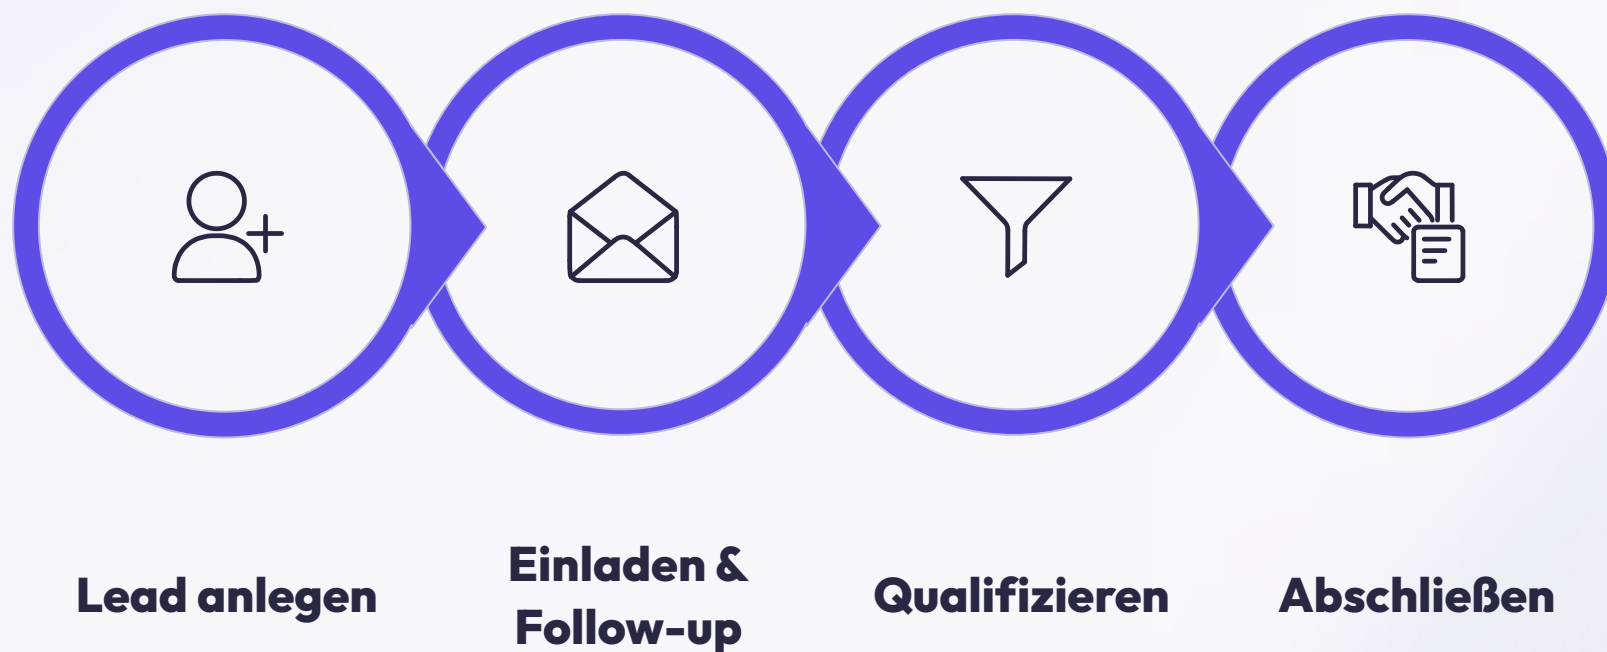 Lead anlegen
Einladen &
Follow-up
Qualifizieren
Abschließen